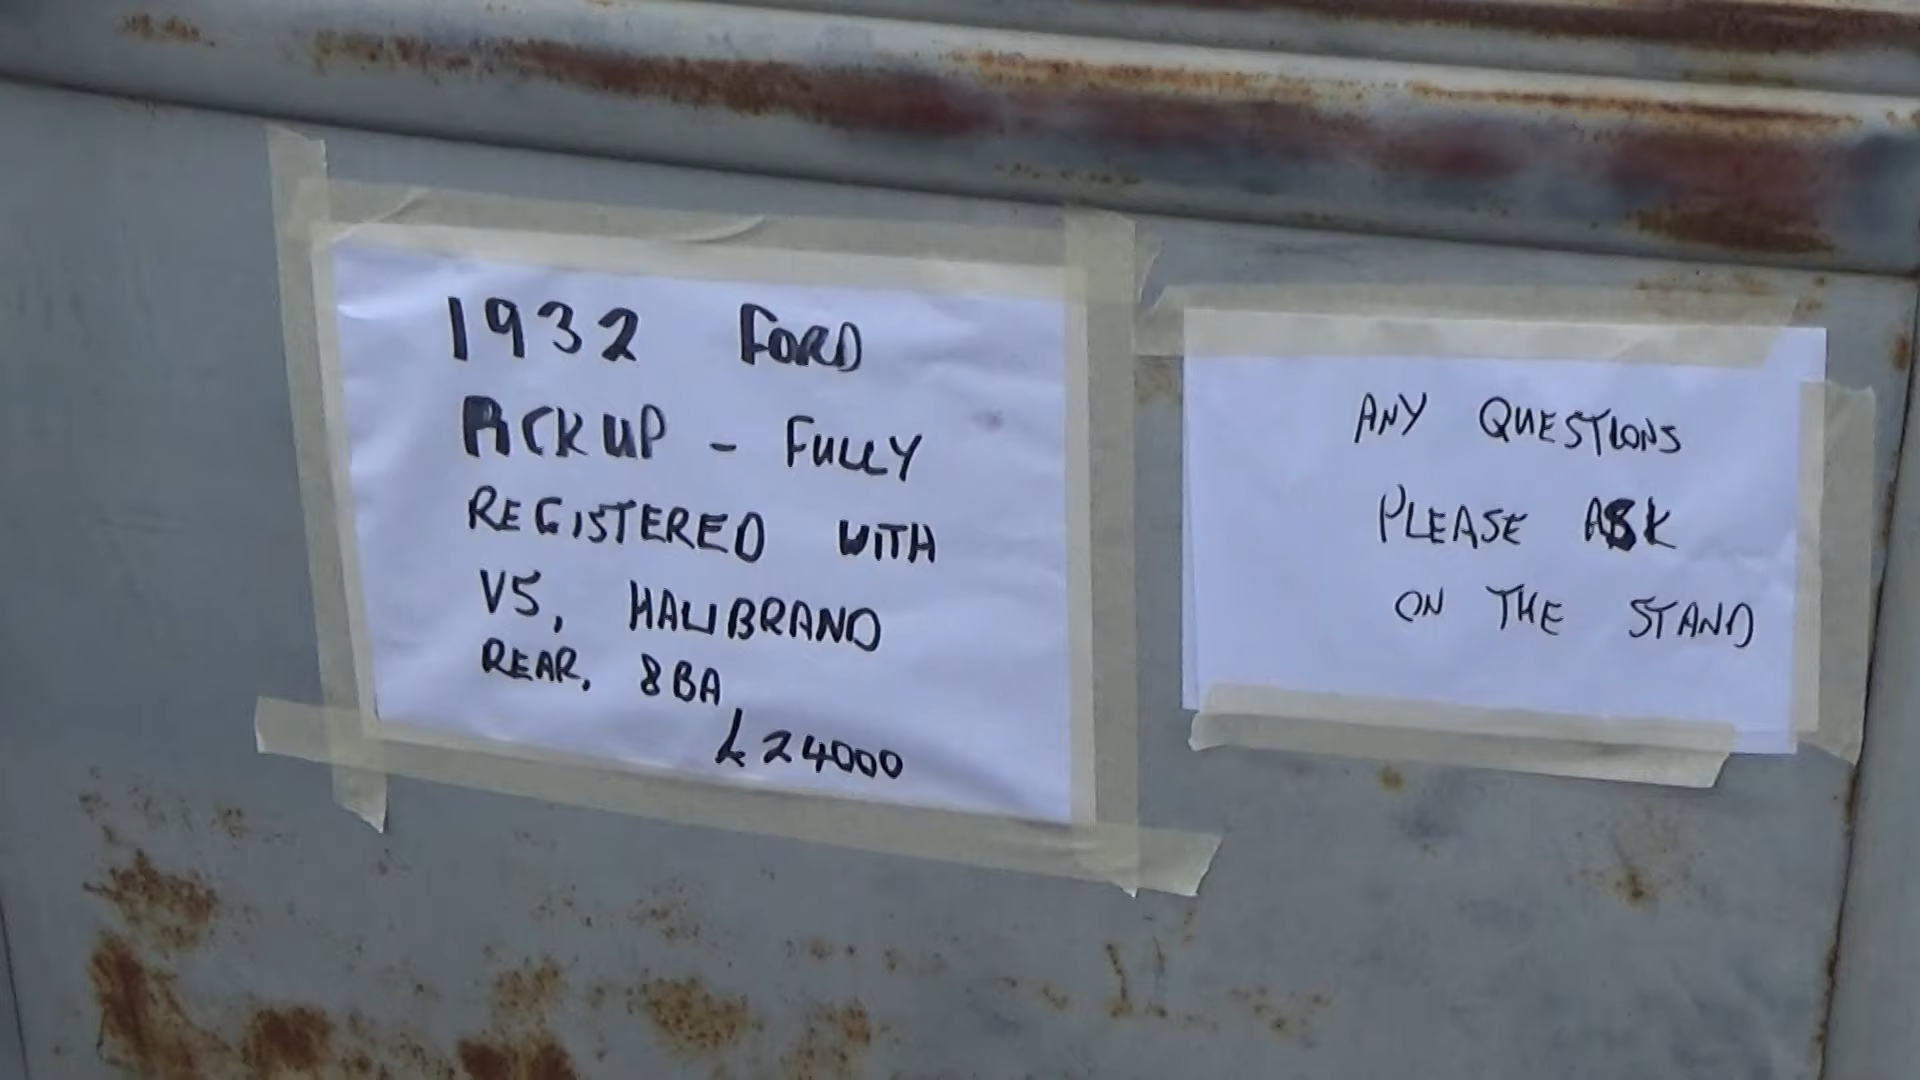 1932 FORD
PICKUP - FULLY
REGISTERED WITH
V5, HALIBRAND
REAR, 8BA
£24000
ANY QUESTIONS
PLEASE ASK
ON THE STAND